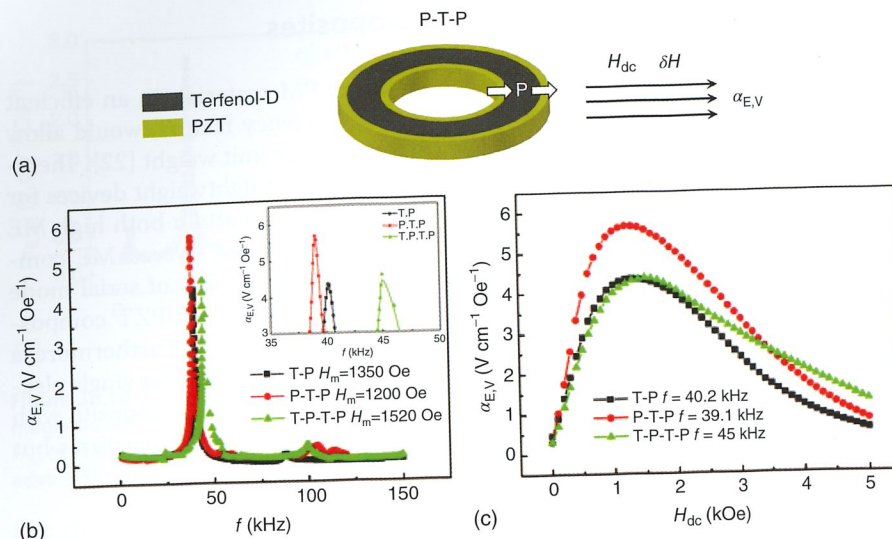 P-T-P
Terfenol-D
PZT
P
Hdc δH
αE,V
(a)
αE,V (V cm⁻¹ Oe⁻¹)
6
5
4
3
2
1
0
0 50 100 150
f (kHz)
αE,V (V cm⁻¹ Oe⁻¹)
6
5
4
3
35 40 45 50
f (kHz)
T.P
P.T.P
T.P.T.P
T-P Hm=1350 Oe
P-T-P Hm=1200 Oe
T-P-T-P Hm=1520 Oe
(b)
αE,V (V cm⁻¹ Oe⁻¹)
6
5
4
3
2
1
0
0 1 2 3 4 5
Hdc (kOe)
T-P f = 40.2 kHz
P-T-P f = 39.1 kHz
T-P-T-P f = 45 kHz
(c)